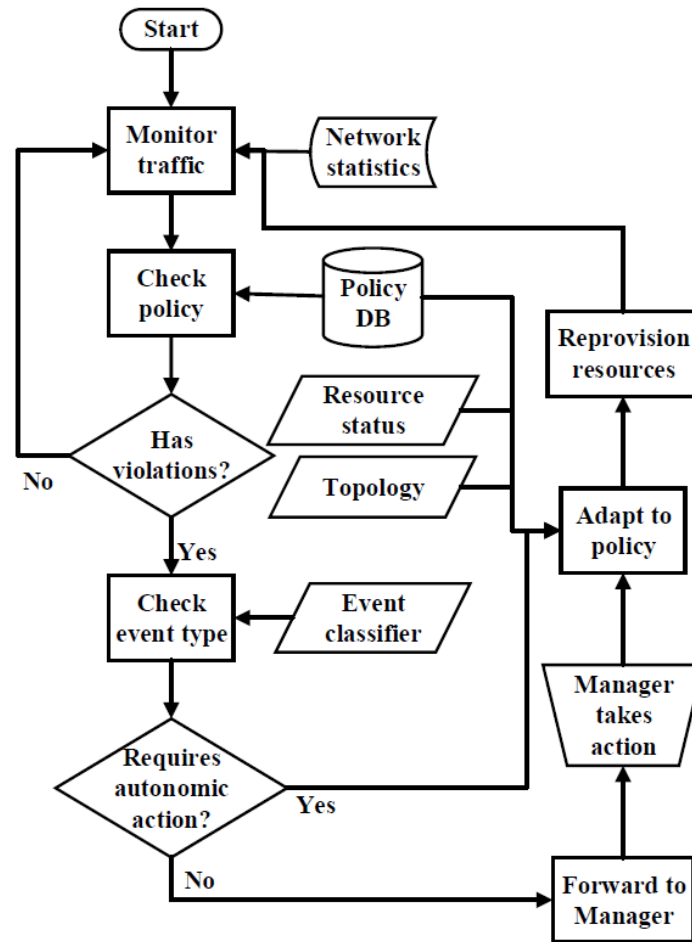 Start
Monitor
traffic
Network
statistics
Check
policy
Policy
DB
Reprovision
resources
Resource
status
Has
violations?
No
Topology
Adapt to
policy
Yes
Check
event type
Event
classifier
Manager
takes
action
Requires
autonomic
action?
Yes
No
Forward to
Manager